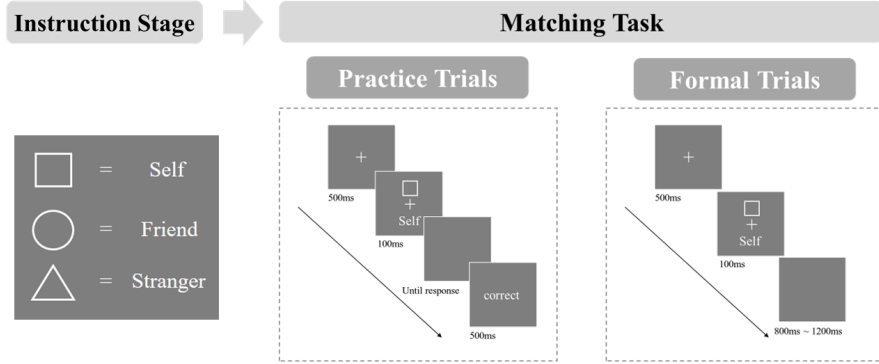 Instruction Stage
Matching Task
Practice Trials
Formal Trials
= Self
= Friend
= Stranger
+
500ms
+
Self
100ms
Until response
correct
500ms
+
500ms
+
Self
100ms
800ms ~ 1200ms